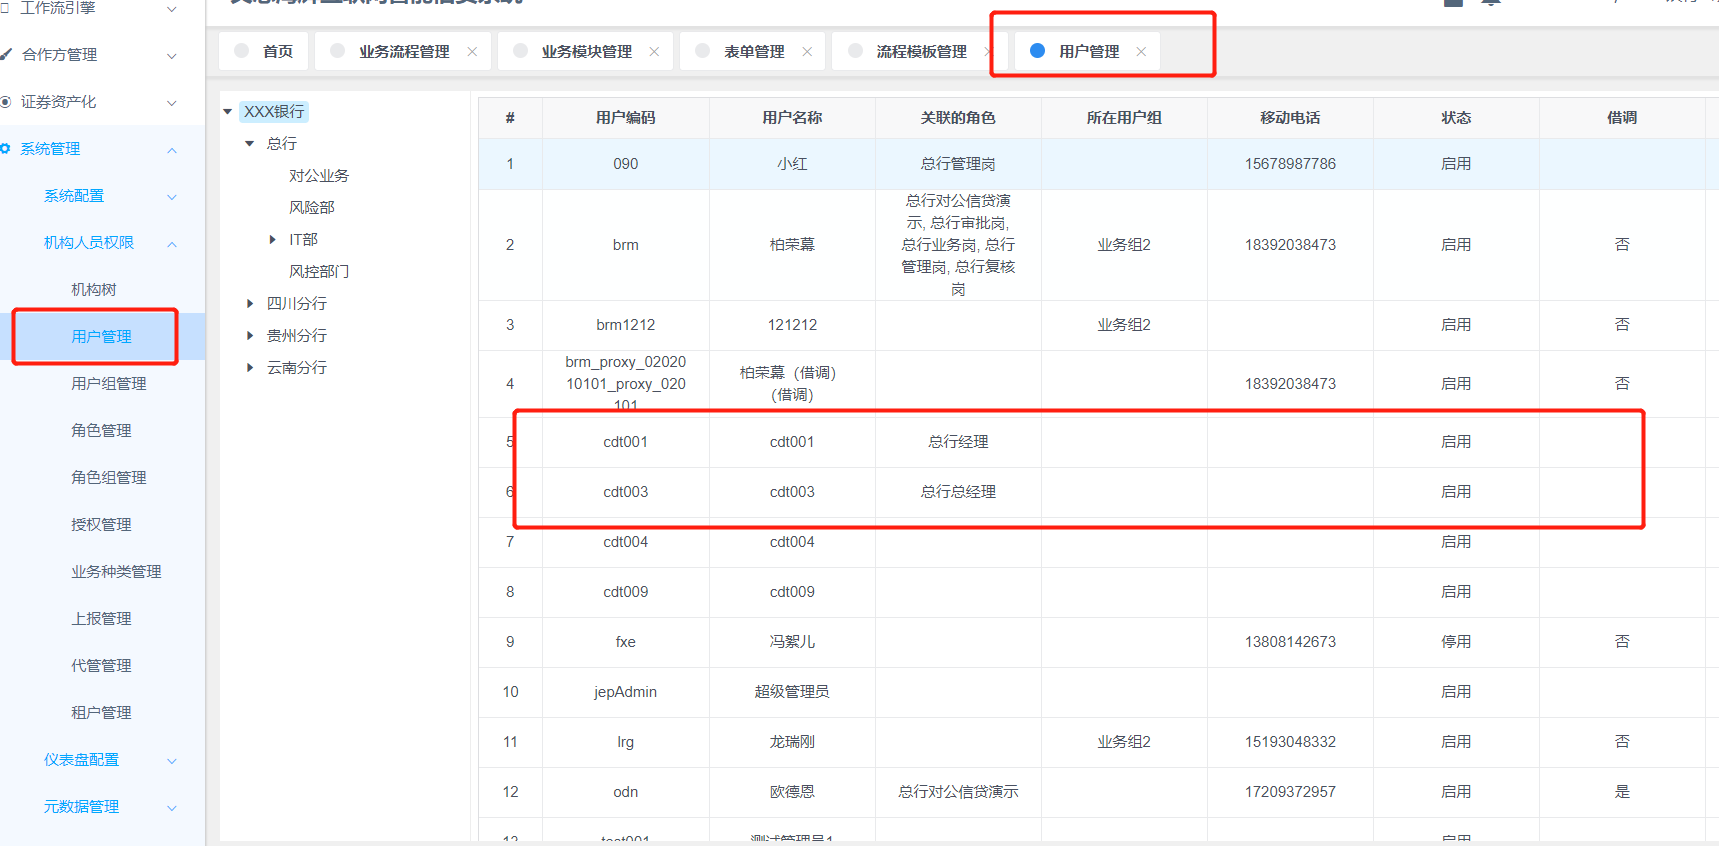 工作流引擎
合作方管理
证券资产化
系统管理
系统配置
机构人员权限
机构树
用户管理
用户组管理
角色管理
角色组管理
授权管理
业务种类管理
上报管理
代管管理
租户管理
仪表盘配置
元数据管理
首页 业务流程管理 业务模块管理 表单管理 流程模板管理 用户管理
XXX银行
总行
对公业务
风险部
IT部
风控部门
四川分行
贵州分行
云南分行
# 用户编码 用户名称 关联的角色 所在用户组 移动电话 状态 借调
1 090 小红 总行管理岗 15678987786 启用
总行对公信贷演
示, 总行审批岗,
2 brm 柏荣幕 总行业务岗, 总行 业务组2 18392038473 启用 否
管理岗, 总行复核
岗
3 brm1212 121212 业务组2 启用 否
brm_proxy_02020
4 10101_proxy_020 柏荣幕（借调） 18392038473 启用 否
101 (借调)
5 cdt001 cdt001 总行经理 启用
6 cdt003 cdt003 总行总经理 启用
7 cdt004 cdt004 启用
8 cdt009 cdt009 启用
9 fxe 冯絮儿 13808142673 停用 否
10 jepAdmin 超级管理员 启用
11 lrg 龙瑞刚 业务组2 15193048332 启用 否
12 odn 欧德恩 总行对公信贷演示 17209372957 启用 是